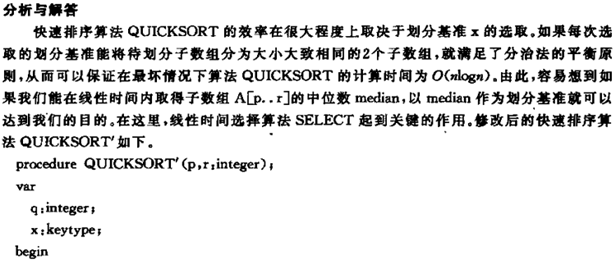 分析与解答
快速排序算法 QUICKSORT 的效率在很大程度上取决于划分基准 x 的选取。如果每次选
取的划分基准能将待划分子数组分为大小大致相同的2个子数组,就满足了分治法的平衡原
则,从而可以保证在最坏情况下算法 QUICKSORT 的计算时间为 O(nlogn)。由此,容易想到如
果我们能在线性时间内取得子数组 A[p..r]的中位数 median,以 median 作为划分基准就可以
达到我们的目的。在这里,线性时间选择算法 SELECT 起到关键的作用。修改后的快速排序算
法 QUICKSORT′如下。
procedure QUICKSORT′(p,r:integer);
var
q:integer;
x:keytype;
begin